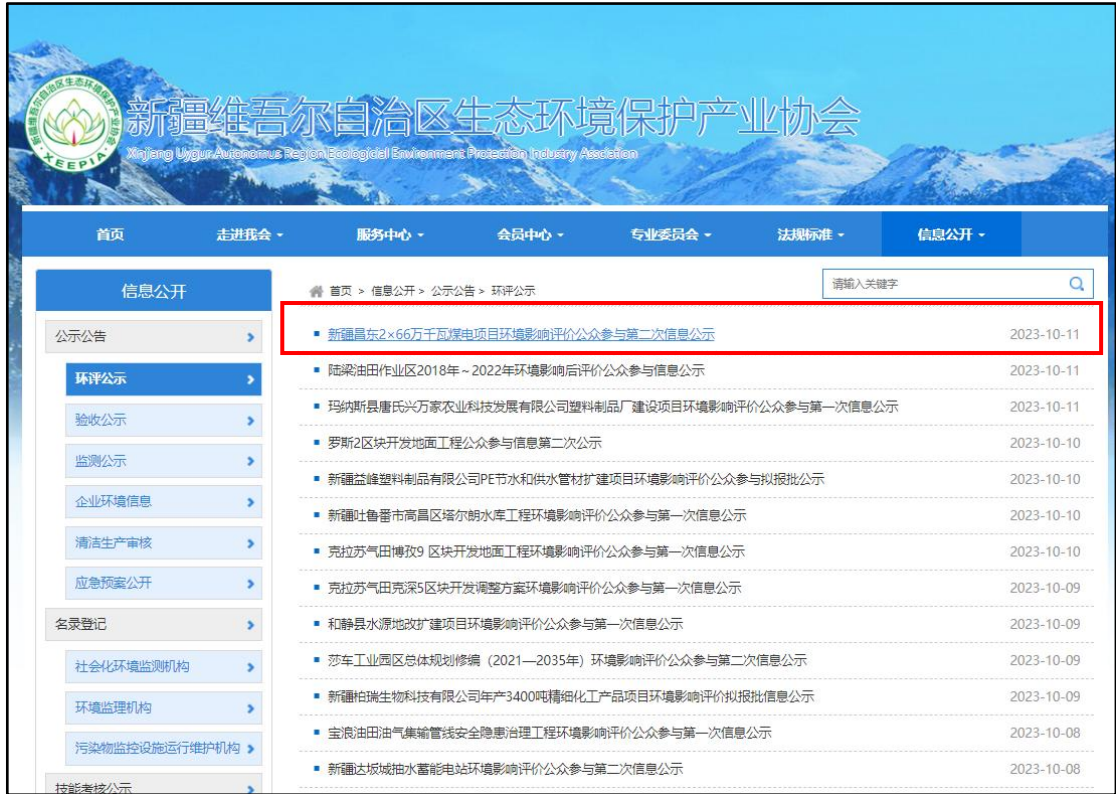 新疆维吾尔自治区生态环境保护产业协会
Xinjiang Uygur Autonomus Region Ecologicial Environment Protection Industry Association
新疆维吾尔自治区生态环境保护产业协会
XEEPIA
首页 走进我会 服务中心 会员中心 专业委员会 法规标准 信息公开
信息公开
首页 > 信息公开 > 公示公告 > 环评公示
请输入关键字
公示公告
环评公示
验收公示
监测公示
企业环境信息
清洁生产审核
应急预案公开
名录登记
社会化环境监测机构
环境监理机构
污染物监控设施运行维护机构
技能考核公示
新疆昌东2×66万千瓦煤电项目环境影响评价公众参与第二次信息公示 2023-10-11
陆梁油田作业区2018年~2022年环境影响后评价公众参与信息公示 2023-10-11
玛纳斯县唐氏兴万家农业科技发展有限公司塑料制品厂建设项目环境影响评价公众参与第一次信息公示 2023-10-11
罗斯2区块开发地面工程公众参与信息第二次公示 2023-10-10
新疆益峰塑料制品有限公司PE节水和供水管材扩建项目环境影响评价公众参与拟报批公示 2023-10-10
新疆吐鲁番市高昌区塔尔朗水库工程环境影响评价公众参与第一次信息公示 2023-10-10
克拉苏气田博孜9 区块开发地面工程环境影响评价公众参与第一次信息公示 2023-10-10
克拉苏气田克深5区块开发调整方案环境影响评价公众参与第一次信息公示 2023-10-09
和静县水源地改扩建项目环境影响评价公众参与第一次信息公示 2023-10-09
莎车工业园区总体规划修编（2021—2035年）环境影响评价公众参与第二次信息公示 2023-10-09
新疆柏瑞生物科技有限公司年产3400吨精细化工产品项目环境影响评价拟报批信息公示 2023-10-09
宝浪油田油气集输管线安全隐患治理工程环境影响评价公众参与第一次信息公示 2023-10-08
新疆达坂城抽水蓄能电站环境影响评价公众参与第二次信息公示 2023-10-08